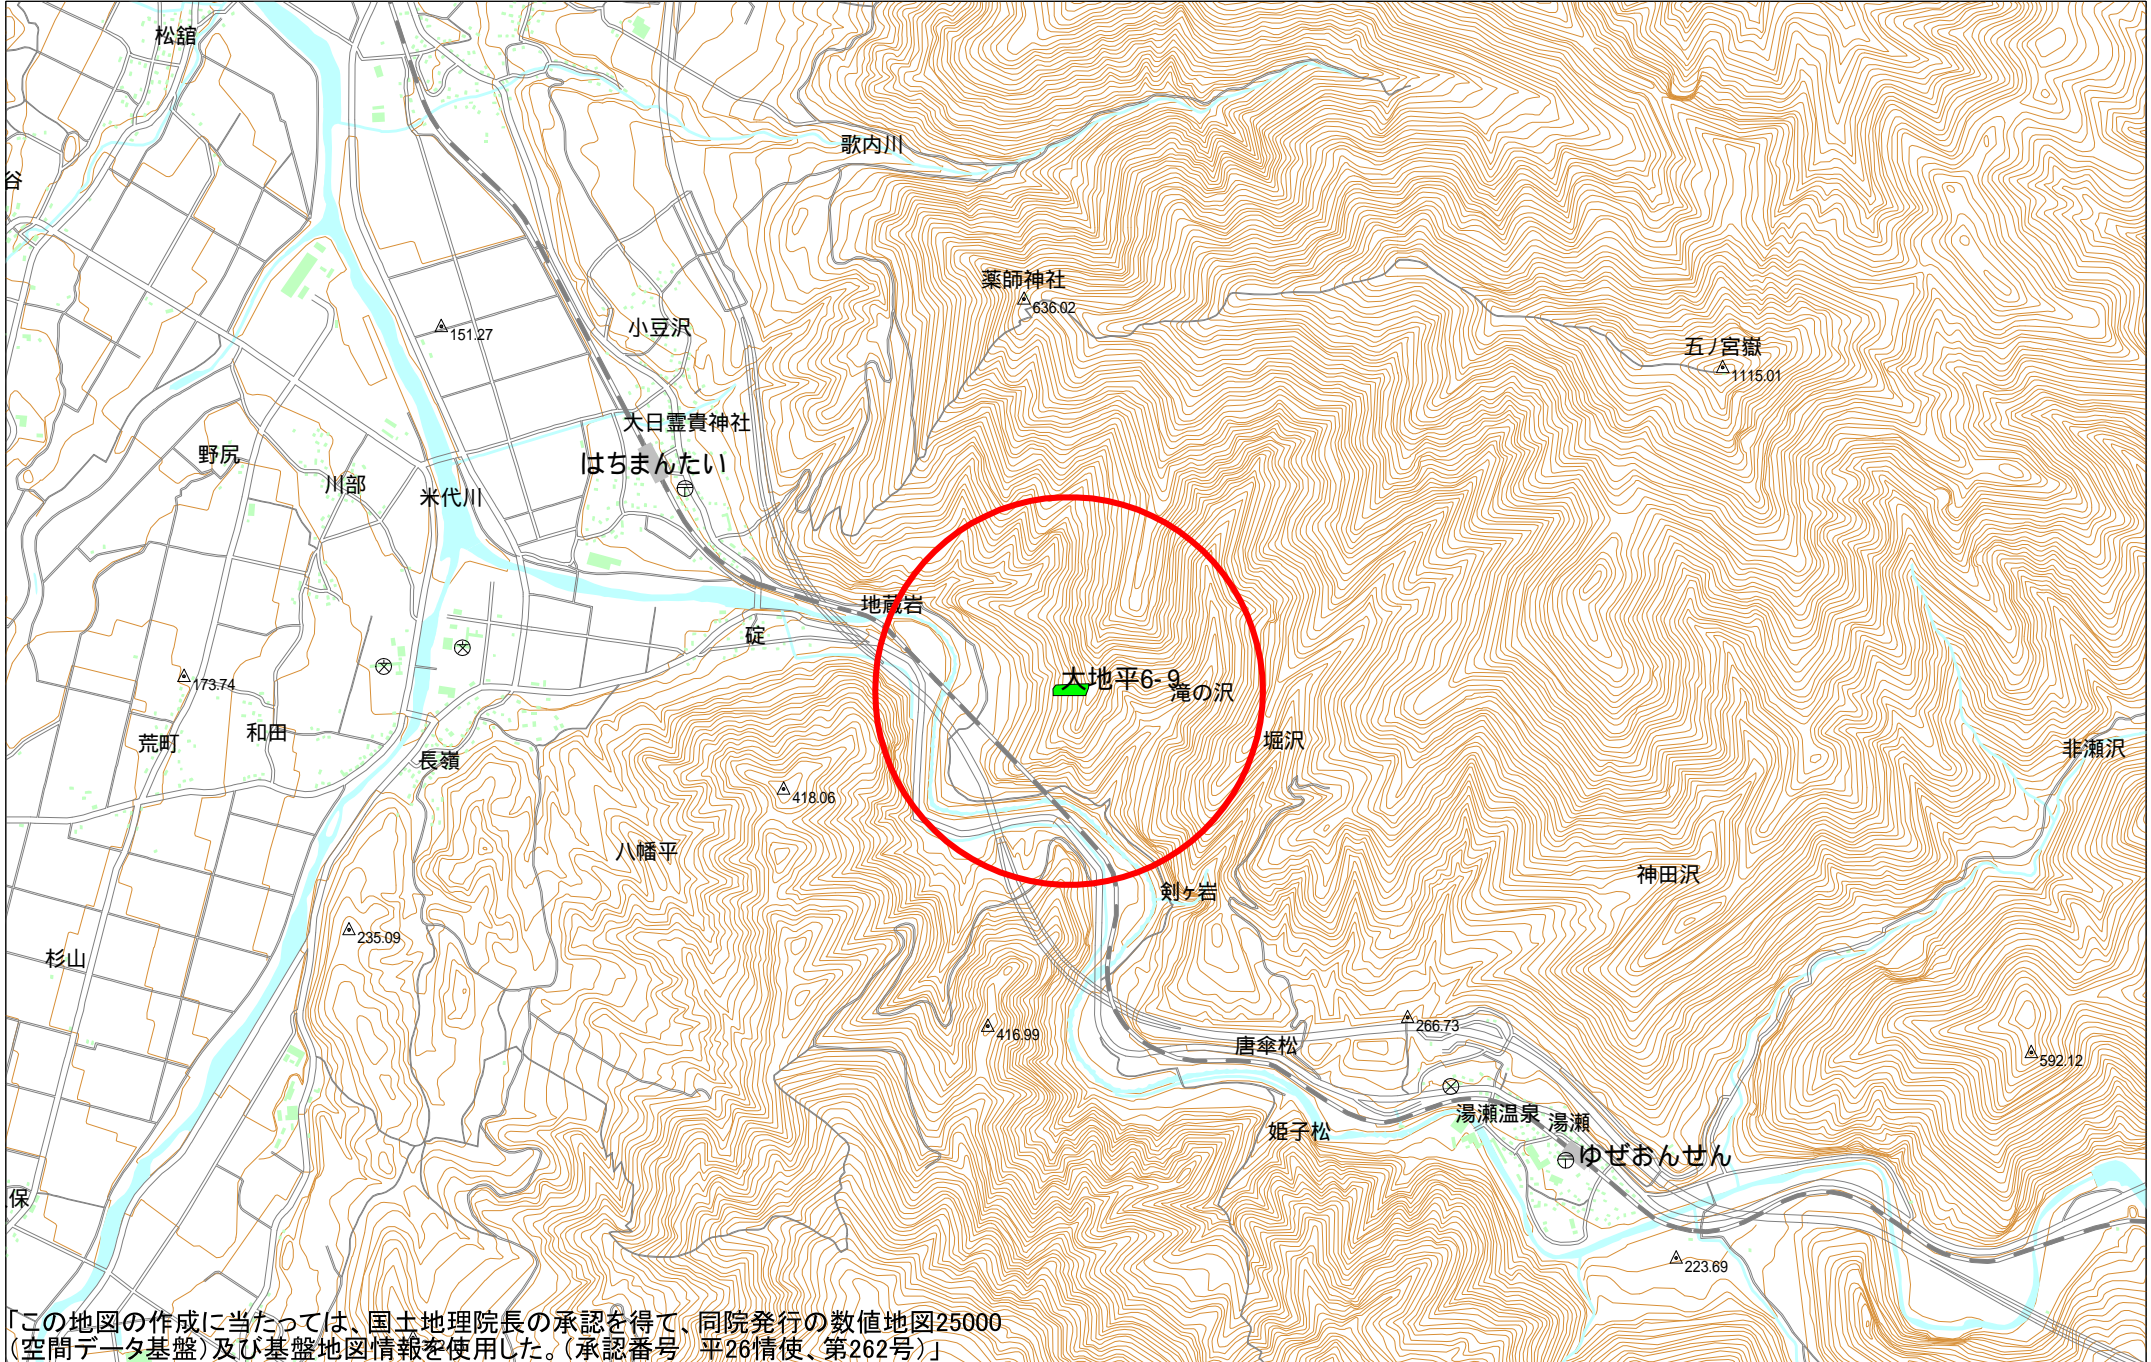 松舘
谷
歌内川
薬師神社
636.02
151.27
小豆沢
五ノ宮嶽
1115.01
大日霊貴神社
はちまんたい
野尻
川部
米代川
地蔵岩
碇
173.74
大地平6-9
滝の沢
荒町
和田
長嶺
堀沢
非瀬沢
418.06
八幡平
神田沢
剣ヶ岩
235.09
杉山
416.99
266.73
唐傘松
592.12
湯瀬温泉
湯瀬
姫子松
ゆぜおんせん
保
223.69
「この地図の作成に当たっては、国土地理院長の承認を得て、同院発行の数値地図25000
（空間データ基盤）及び基盤地図情報を使用した。（承認番号　平26情使、第262号）」